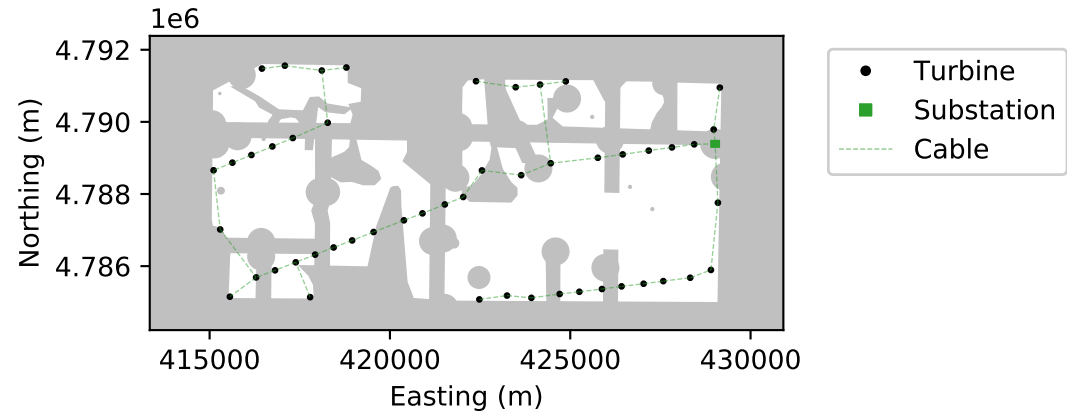 1e6
4.792
4.790
4.788
4.786
Northing (m)
415000 420000 425000 430000
Easting (m)
Turbine
Substation
Cable